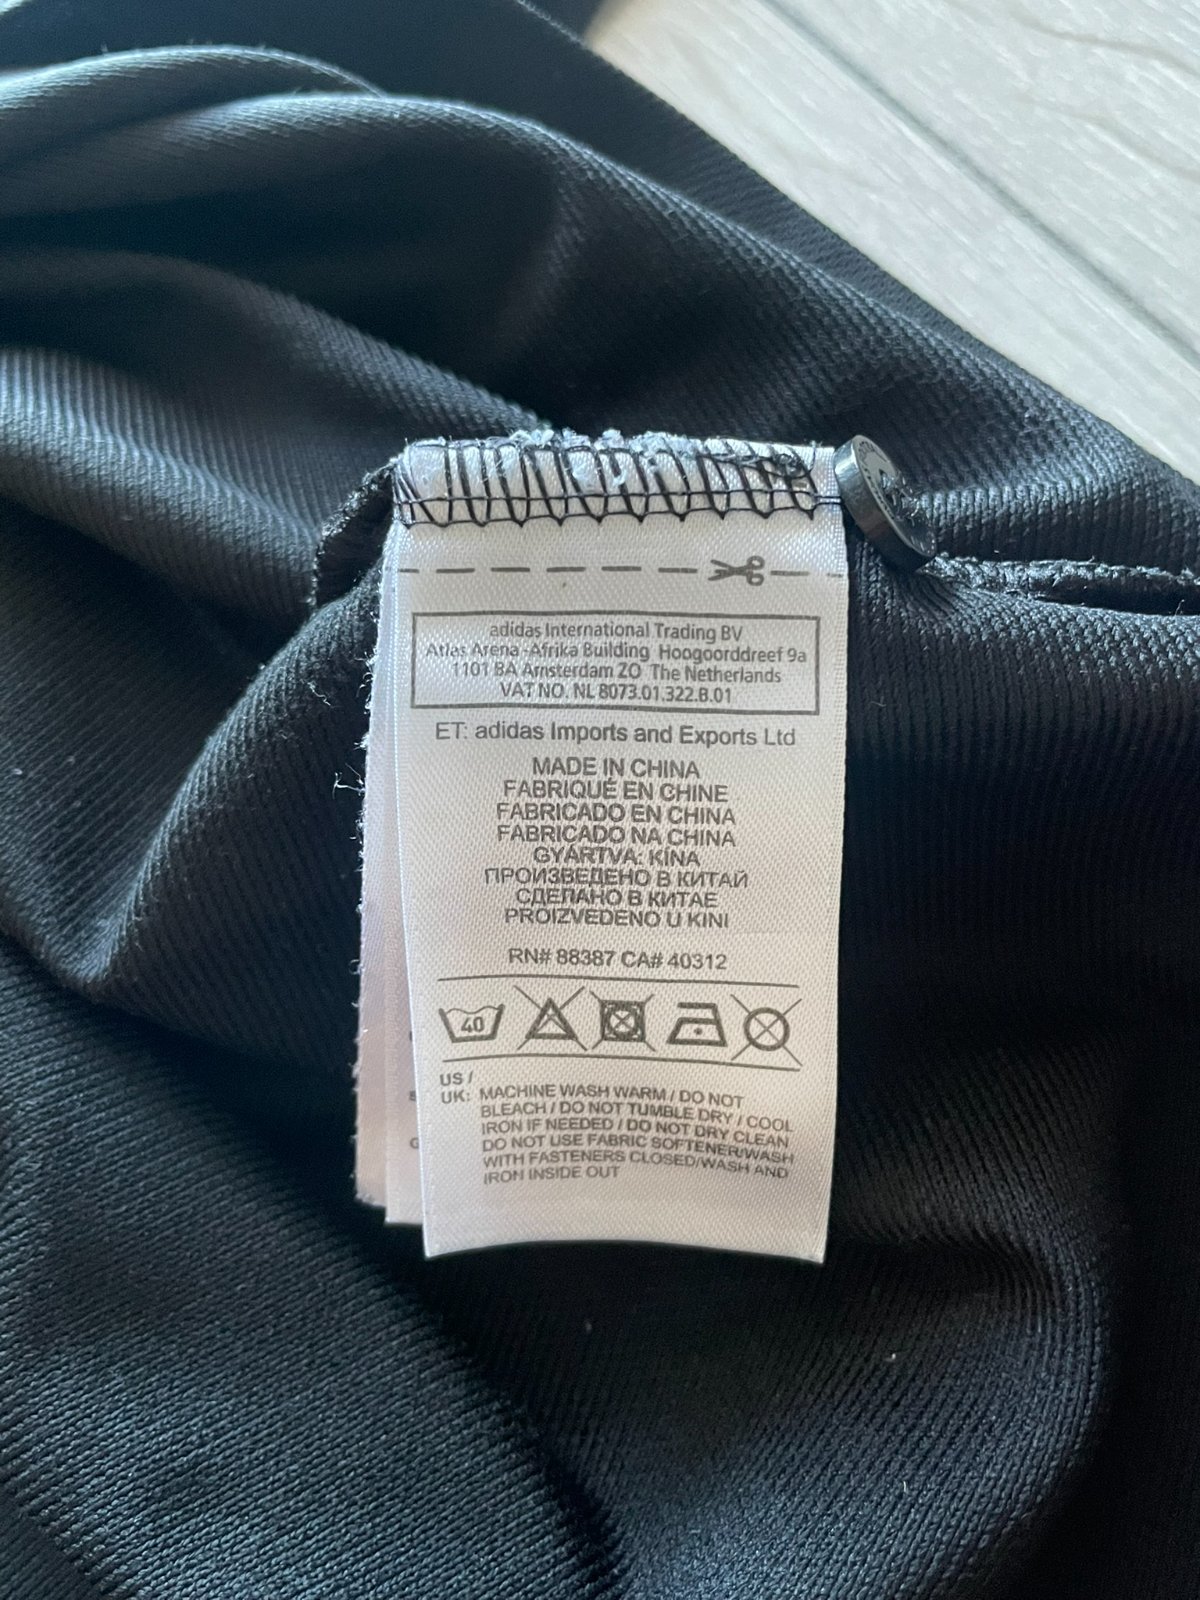 adidas International Trading BV
Atlas Arena -Afrika Building Hoogoorddreef 9a
1101 BA Amsterdam ZO The Netherlands
VAT NO. NL 8073.01.322.B.01
ET: adidas Imports and Exports Ltd
MADE IN CHINA
FABRIQUÉ EN CHINE
FABRICADO EN CHINA
FABRICADO NA CHINA
GYÁRTVA: KÍNA
ПРОИЗВЕДЕНО В КИТАЙ
СДЕЛАНО В КИТАЕ
PROIZVEDENO U KINI
RN# 88387 CA# 40312
40
US /
UK: MACHINE WASH WARM / DO NOT
BLEACH / DO NOT TUMBLE DRY / COOL
IRON IF NEEDED / DO NOT DRY CLEAN
DO NOT USE FABRIC SOFTENER/WASH
WITH FASTENERS CLOSED/WASH AND
IRON INSIDE OUT